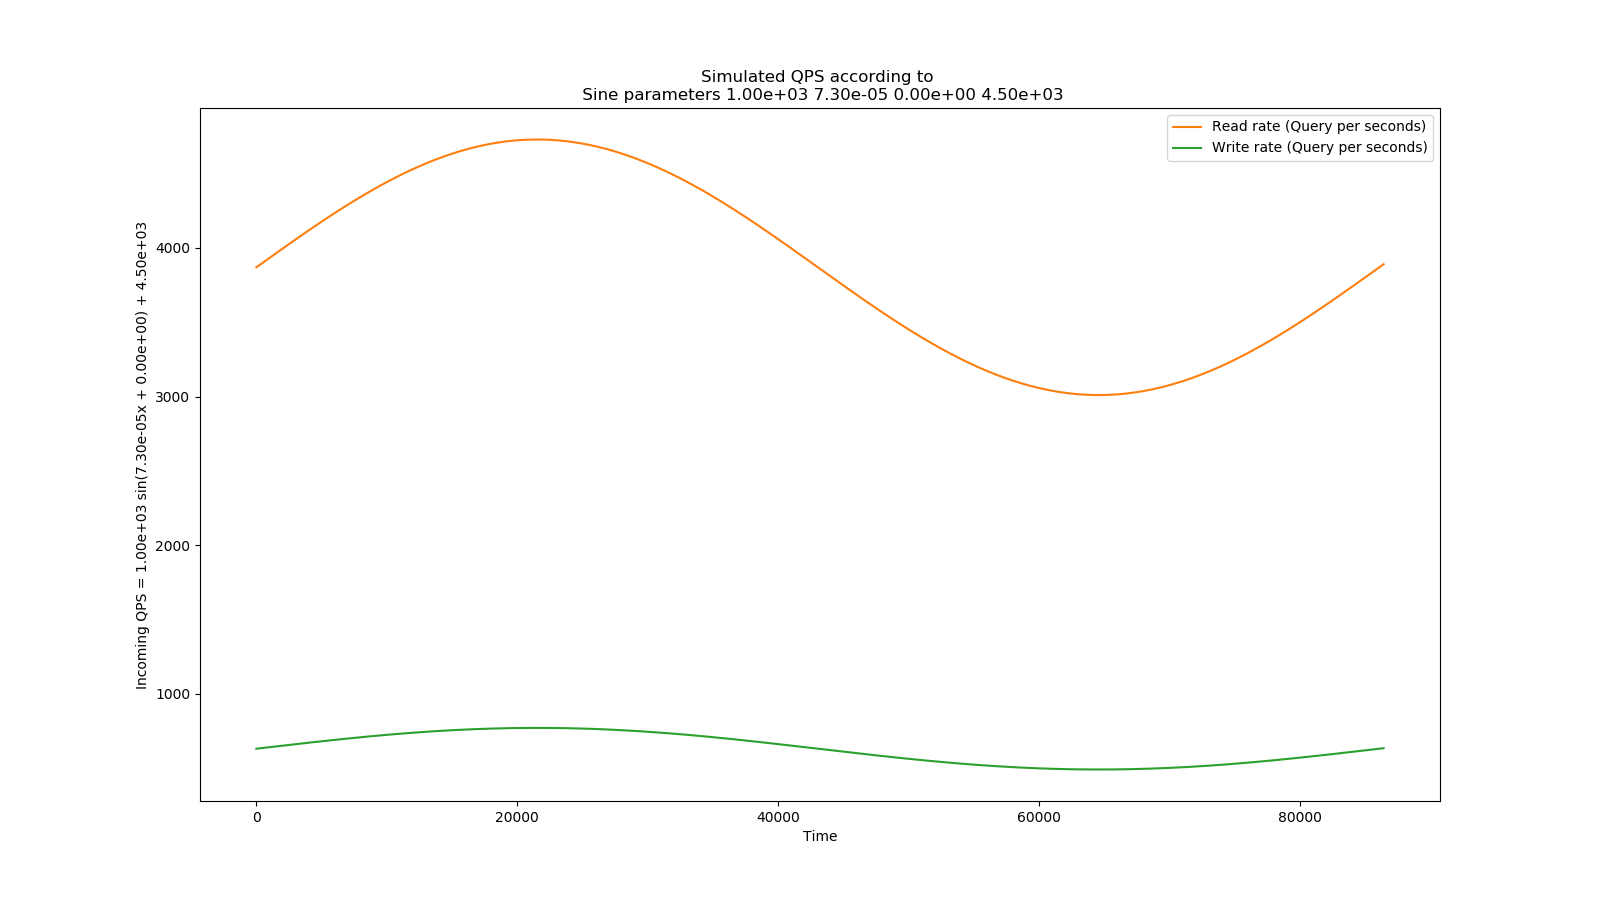 Simulated QPS according to
Sine parameters 1.00e+03 7.30e-05 0.00e+00 4.50e+03
Read rate (Query per seconds)
Write rate (Query per seconds)
Incoming QPS = 1.00e+03 sin(7.30e-05x + 0.00e+00) + 4.50e+03
4000
3000
2000
1000
0 20000 40000 60000 80000
Time